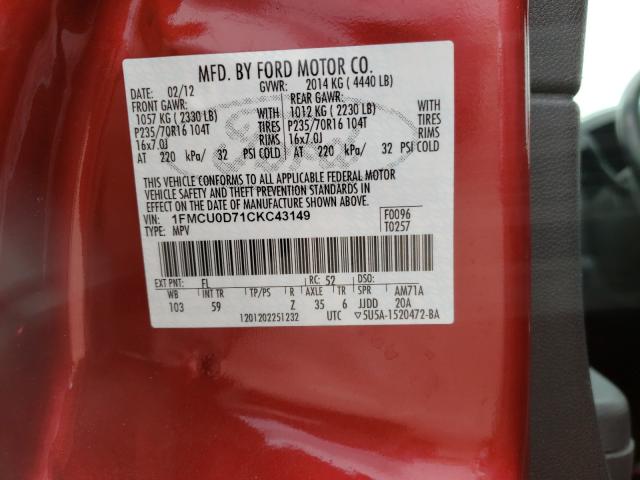 MFD. BY FORD MOTOR CO.
DATE: 02/12 GVWR: 2014 KG ( 4440 LB)
FRONT GAWR: REAR GAWR:
1057 KG ( 2330 LB) WITH 1012 KG ( 2230 LB) WITH
P235/70R16 104T TIRES P235/70R16 104T TIRES
16x7.0J RIMS 16x7.0J RIMS
AT 220 kPa/ 32 PSI COLD AT 220 kPa/ 32 PSI COLD
THIS VEHICLE CONFORMS TO ALL APPLICABLE FEDERAL MOTOR
VEHICLE SAFETY AND THEFT PREVENTION STANDARDS IN
EFFECT ON THE DATE OF MANUFACTURE SHOWN ABOVE.
VIN: 1FMCU0D71CKC43149 F0096
TYPE: MPV T0257
EXT PNT: FL RC: 52 DSO:
WB INT TR TP/PS R AXLE TR SPR AM71A
103 59 Z 35 6 JJDD 20A
1201202251232 UTC ▽5U5A-1520472-BA
Ford